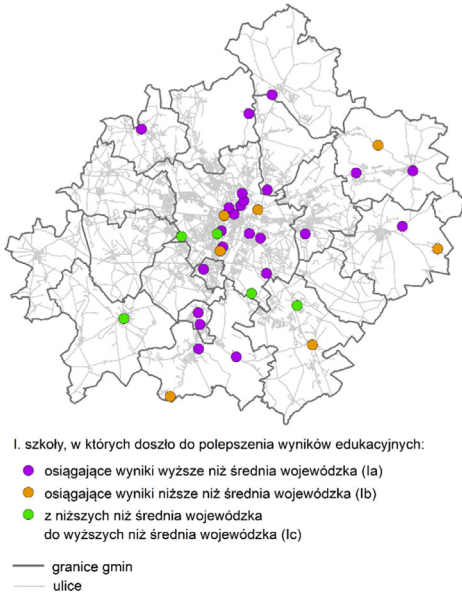 I. szkoły, w których doszło do polepszenia wyników edukacyjnych:
osiągające wyniki wyższe niż średnia wojewódzka (Ia)
osiągające wyniki niższe niż średnia wojewódzka (Ib)
z niższych niż średnia wojewódzka
do wyższych niż średnia wojewódzka (Ic)
granice gmin
ulice